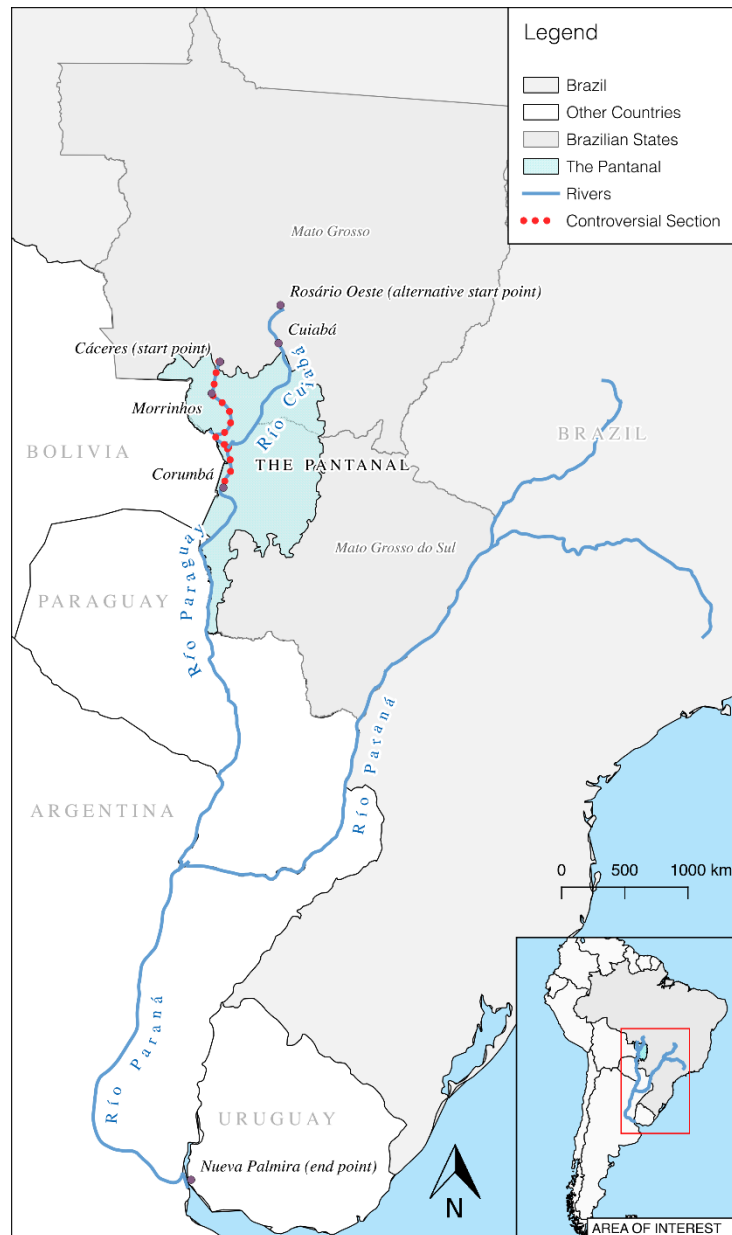 Legend
Brazil
Other Countries
Brazilian States
The Pantanal
Rivers
Controversial Section
Mato Grosso
Rosário Oeste (alternative start point)
Cuiabá
Cáceres (start point)
Río Cuiabá
Morrinhos
BRAZIL
BOLIVIA
THE PANTANAL
Corumbá
Mato Grosso do Sul
Río Paraguay
PARAGUAY
Río Paraná
ARGENTINA
0 500 1000 km
Río Paraná
URUGUAY
Nueva Palmira (end point)
N
AREA OF INTEREST